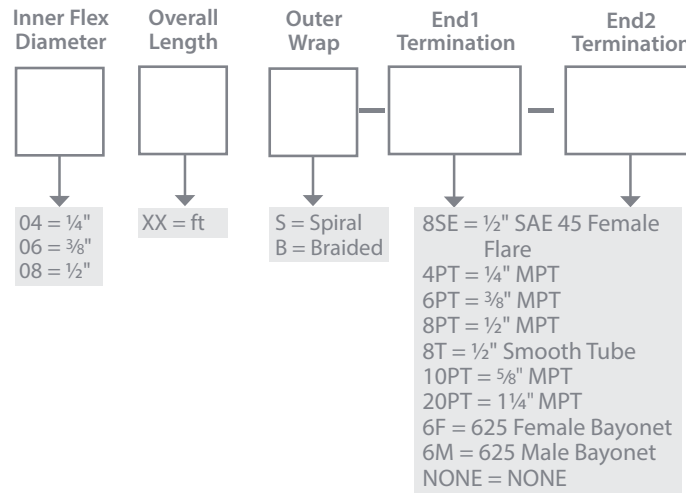 Inner Flex
Diameter
Overall
Length
Outer
Wrap
End1
Termination
End2
Termination
04 = ¼"
06 = ⅜"
08 = ½"
XX = ft
S = Spiral
B = Braided
8SE = ½" SAE 45 Female
Flare
4PT = ¼" MPT
6PT = ⅜" MPT
8PT = ½" MPT
8T = ½" Smooth Tube
10PT = ⅝" MPT
20PT = 1¼" MPT
6F = 625 Female Bayonet
6M = 625 Male Bayonet
NONE = NONE